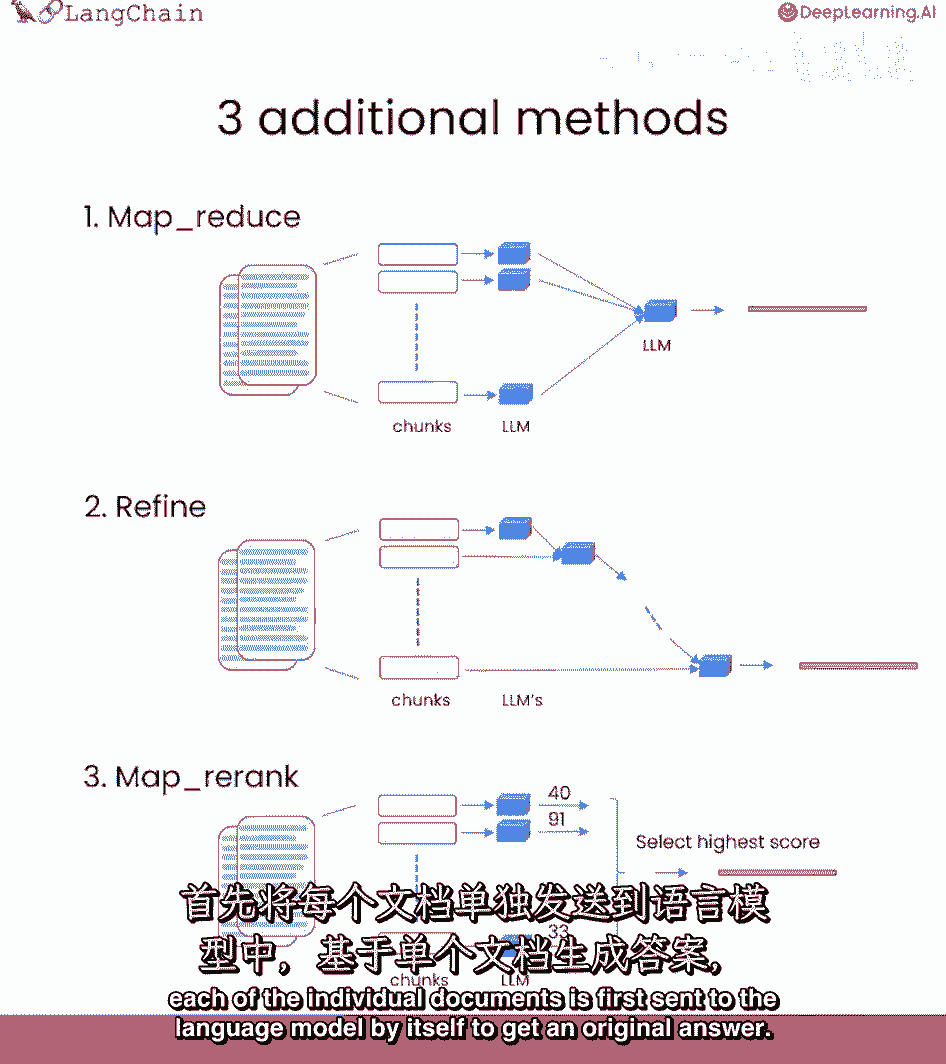 LangChain
DeepLearning.AI
3 additional methods
1. Map_reduce
LLM
chunks
LLM
2. Refine
chunks
LLM's
3. Map_rerank
40
91
Select highest score
33
chunks
LLM
首先将每个文档单独发送到语言模
型中，基于单个文档生成答案，
each of the individual documents is first sent to the
language model by itself to get an original answer.